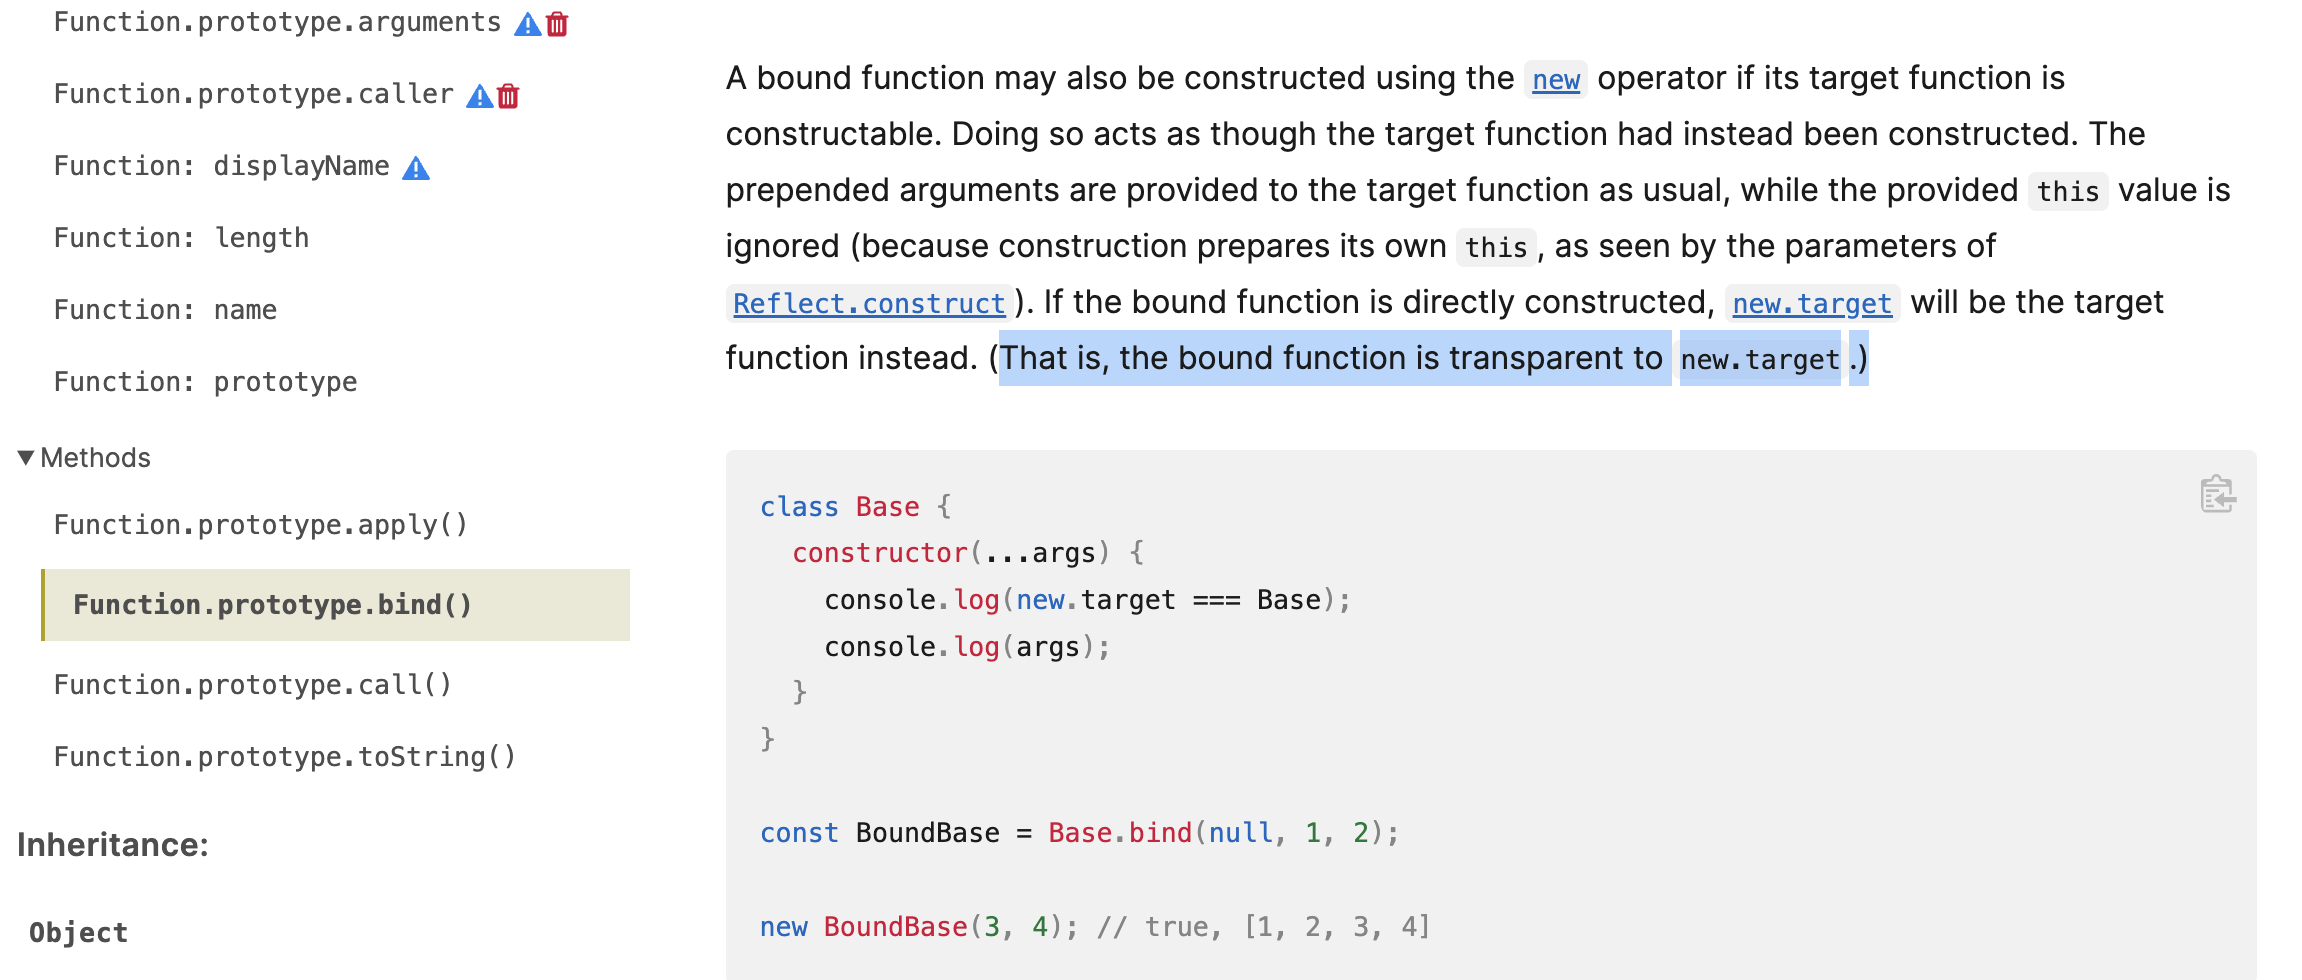 Function.prototype.arguments
Function.prototype.caller
Function: displayName
Function: length
Function: name
Function: prototype
Methods
Function.prototype.apply()
Function.prototype.bind()
Function.prototype.call()
Function.prototype.toString()
Inheritance:
Object
A bound function may also be constructed using the new operator if its target function is
constructable. Doing so acts as though the target function had instead been constructed. The
prepended arguments are provided to the target function as usual, while the provided this value is
ignored (because construction prepares its own this, as seen by the parameters of
Reflect.construct). If the bound function is directly constructed, new.target will be the target
function instead. (That is, the bound function is transparent to new.target.)
class Base {
  constructor(...args) {
    console.log(new.target === Base);
    console.log(args);
  }
}
const BoundBase = Base.bind(null, 1, 2);
new BoundBase(3, 4); // true, [1, 2, 3, 4]